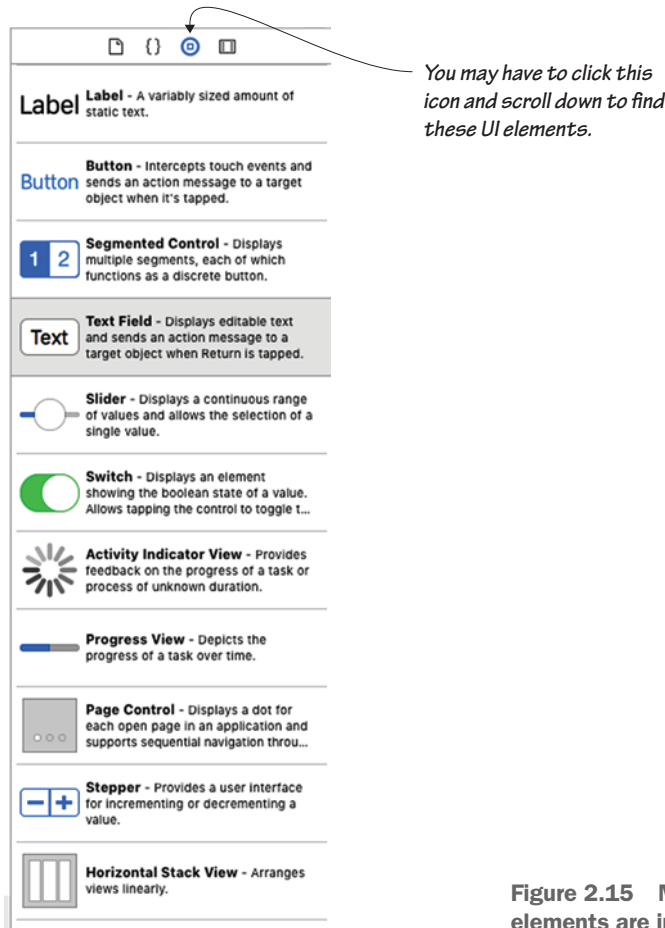 {}
You may have to click this
icon and scroll down to find
these UI elements.
Label
Label - A variably sized amount of
static text.
Button
Button - Intercepts touch events and
sends an action message to a target
object when it's tapped.
1 2
Segmented Control - Displays
multiple segments, each of which
functions as a discrete button.
Text
Text Field - Displays editable text
and sends an action message to a
target object when Return is tapped.
Slider - Displays a continuous range
of values and allows the selection of a
single value.
Switch - Displays an element
showing the boolean state of a value.
Allows tapping the control to toggle t...
Activity Indicator View - Provides
feedback on the progress of a task or
process of unknown duration.
Progress View - Depicts the
progress of a task over time.
Page Control - Displays a dot for
each open page in an application and
supports sequential navigation throu...
Stepper - Provides a user interface
for incrementing or decrementing a
value.
Horizontal Stack View - Arranges
views linearly.
Figure 2.15
elements are